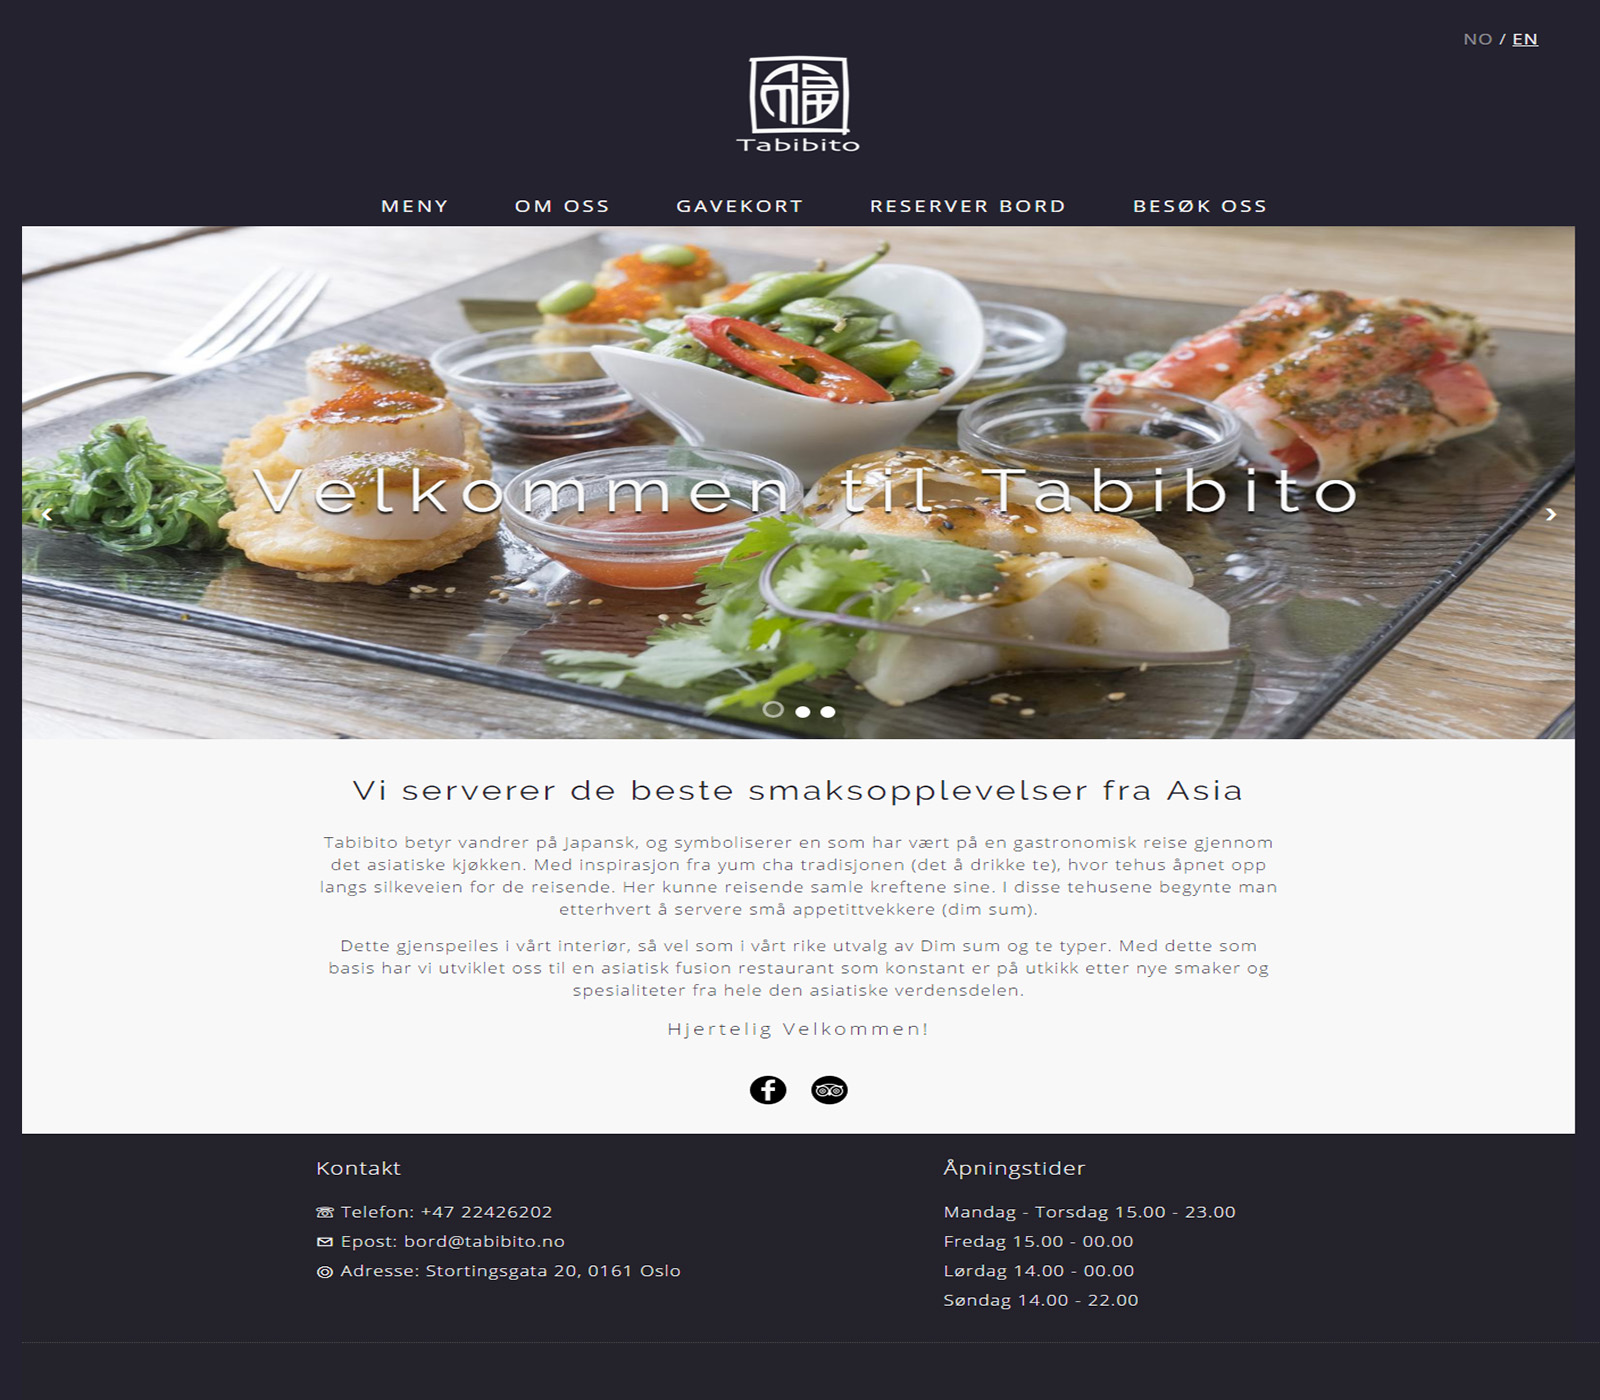 NO / EN
福
Tabibito
MENY OM OSS GAVEKORT RESERVER BORD BESØK OSS
Velkommen til Tabibito
Vi serverer de beste smaksopplevelser fra Asia
Tabibito betyr vandrer på Japansk, og symboliserer en som har vært på en gastronomisk reise gjennom
det asiatiske kjøkken. Med inspirasjon fra yum cha tradisjonen (det å drikke te), hvor tehus åpnet opp
langs silkeveien for de reisende. Her kunne reisende samle kreftene sine. I disse tehusene begynte man
etterhvert å servere små appetittvekkere (dim sum).
Dette gjenspeiles i vårt interiør, så vel som i vårt rike utvalg av Dim sum og te typer. Med dette som
basis har vi utviklet oss til en asiatisk fusion restaurant som konstant er på utkikk etter nye smaker og
spesialiteter fra hele den asiatiske verdensdelen.
Hjertelig Velkommen!
Kontakt
Telefon: +47 22426202
Epost: bord@tabibito.no
Adresse: Stortingsgata 20, 0161 Oslo
Åpningstider
Mandag - Torsdag 15.00 - 23.00
Fredag 15.00 - 00.00
Lørdag 14.00 - 00.00
Søndag 14.00 - 22.00